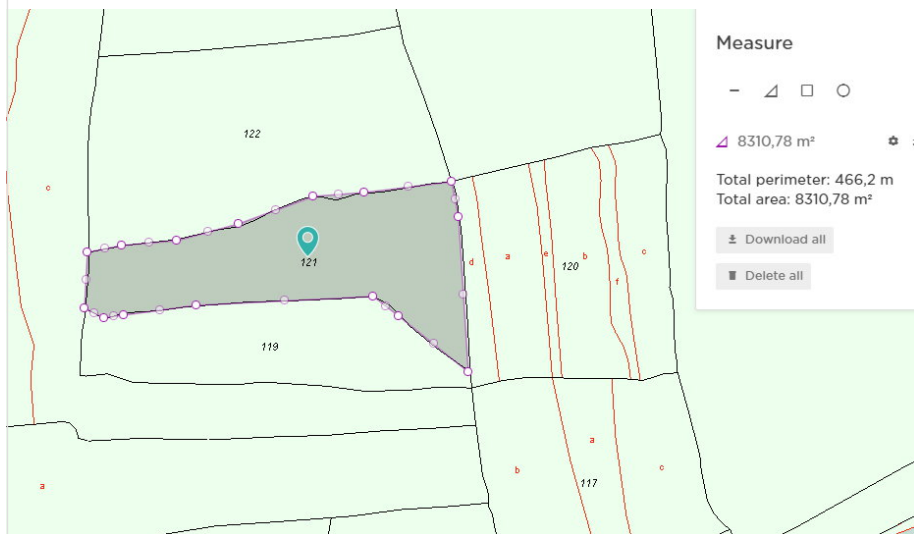 Measure
8310,78 m²
Total perimeter: 466,2 m
Total area: 8310,78 m²
Download all
Delete all
122
c
121
d
a
e
b
120
f
c
119
a
b
a
c
117